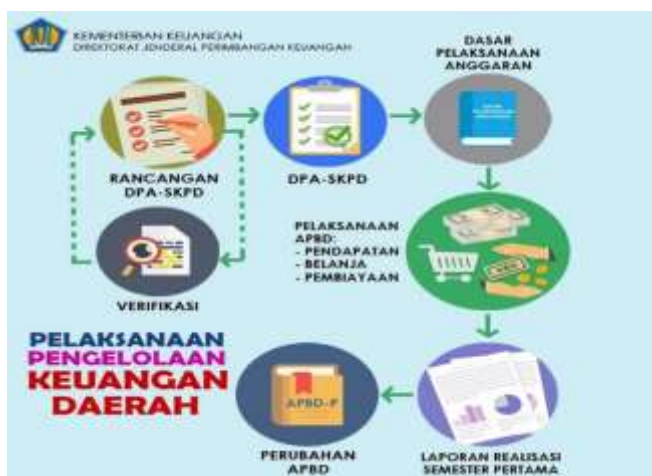 KEMENTERIAN KEUANGAN
DIREKTORAT JENDERAL PERIMBANGAN KEUANGAN
DASAR
PELAKSANAAN
ANGGARAN
RANCANGAN
DPA-SKPD
DPA-SKPD
VERIFIKASI
PELAKSANAAN
APBD:
- PENDAPATAN
- BELANJA
- PEMBIAYAAN
PELAKSANAAN
PENGELOLAAN
KEUANGAN
DAERAH
APBD-P
PERUBAHAN
APBD
LAPORAN REALISASI
SEMESTER PERTAMA